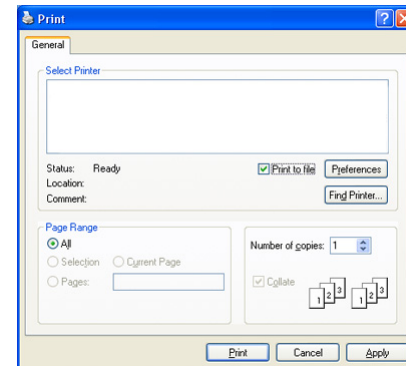 Print
General
Select Printer
Status: Ready
Print to file
Preferences
Location:
Comment:
Find Printer...
Page Range
All
Selection
Current Page
Pages:
Number of copies: 1
Collate
1 2 3 1 2 3
Print
Cancel
Apply